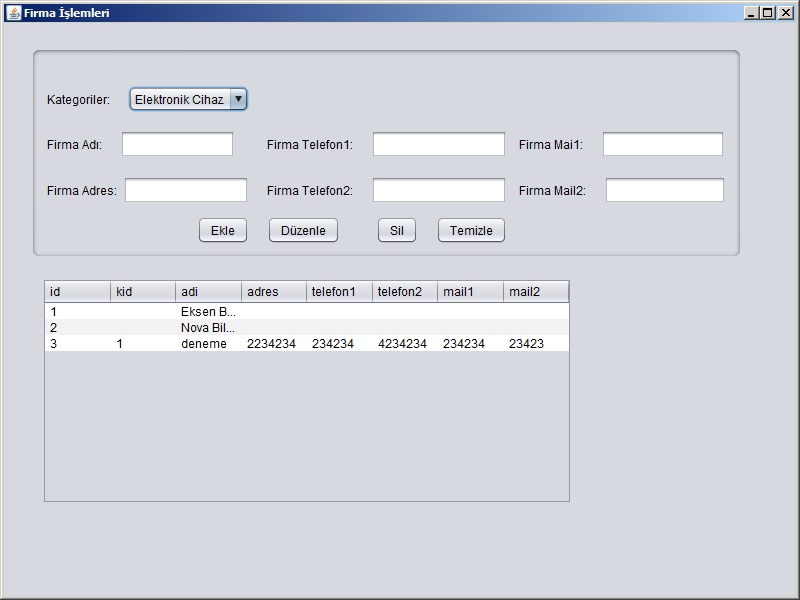 Firma İşlemleri
Kategoriler: Elektronik Cihaz
Firma Adı: Firma Telefon1: Firma Mai1:
Firma Adres: Firma Telefon2: Firma Mail2:
Ekle Düzenle Sil Temizle
id kid adi adres telefon1 telefon2 mail1 mail2
1 Eksen B...
2 Nova Bil...
3 1 deneme 2234234 234234 4234234 234234 23423